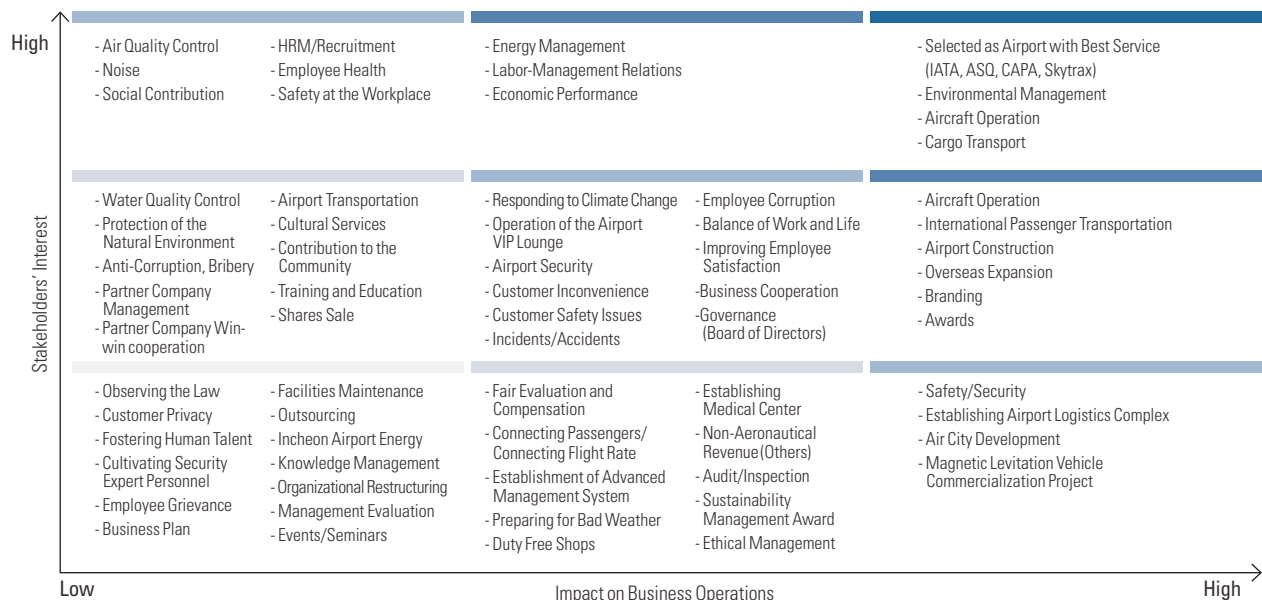 High
- Air Quality Control
- Noise
- Social Contribution
- HRM/Recruitment
- Employee Health
- Safety at the Workplace
- Energy Management
- Labor-Management Relations
- Economic Performance
- Selected as Airport with Best Service
(IATA, ASQ, CAPA, Skytrax)
- Environmental Management
- Aircraft Operation
- Cargo Transport
Stakeholders' Interest
- Water Quality Control
- Protection of the
Natural Environment
- Anti-Corruption, Bribery
- Partner Company
Management
- Partner Company Win-
win cooperation
- Airport Transportation
- Cultural Services
- Contribution to the
Community
- Training and Education
- Shares Sale
- Responding to Climate Change
- Operation of the Airport
VIP Lounge
- Airport Security
- Customer Inconvenience
- Customer Safety Issues
- Incidents/Accidents
- Employee Corruption
- Balance of Work and Life
- Improving Employee
Satisfaction
-Business Cooperation
-Governance
(Board of Directors)
- Aircraft Operation
- International Passenger Transportation
- Airport Construction
- Overseas Expansion
- Branding
- Awards
- Observing the Law
- Customer Privacy
- Fostering Human Talent
- Cultivating Security
Expert Personnel
- Employee Grievance
- Business Plan
- Facilities Maintenance
- Outsourcing
- Incheon Airport Energy
- Knowledge Management
- Organizational Restructuring
- Management Evaluation
- Events/Seminars
- Fair Evaluation and
Compensation
- Connecting Passengers/
Connecting Flight Rate
- Establishment of Advanced
Management System
- Preparing for Bad Weather
- Duty Free Shops
- Establishing
Medical Center
- Non-Aeronautical
Revenue (Others)
- Audit/Inspection
- Sustainability
Management Award
- Ethical Management
- Safety/Security
- Establishing Airport Logistics Complex
- Air City Development
- Magnetic Levitation Vehicle
Commercialization Project
Low
Impact on Business Operations
High